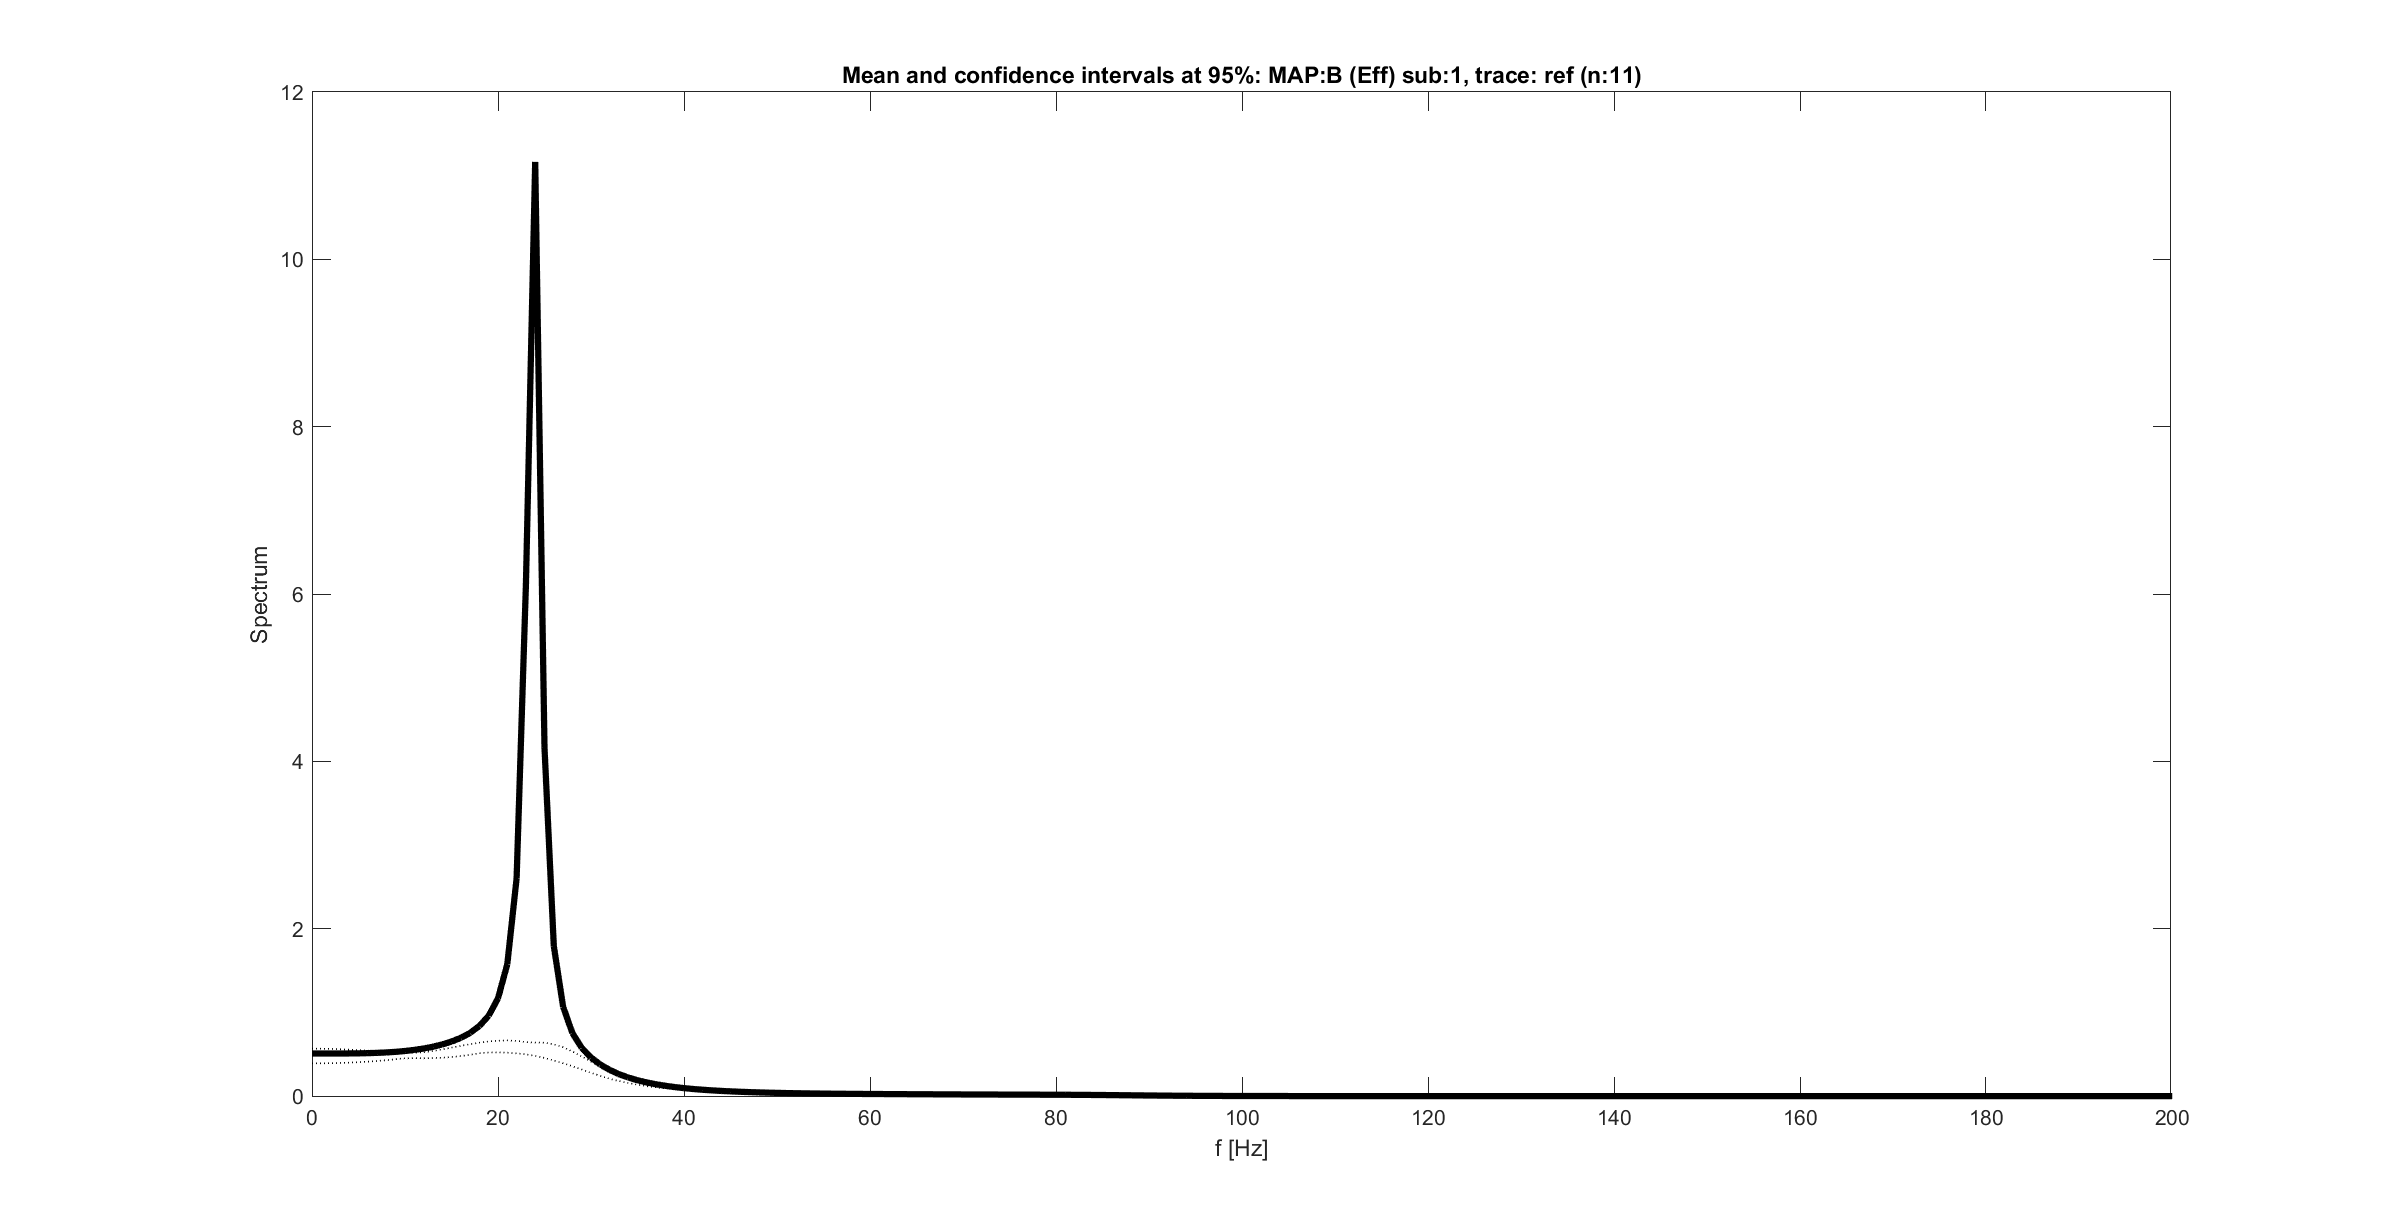 Mean and confidence intervals at 95%: MAP:B (Eff) sub:1, trace: ref (n:11)
12
10
8
6
4
2
0
Spectrum
0 20 40 60 80 100 120 140 160 180 200
f [Hz]